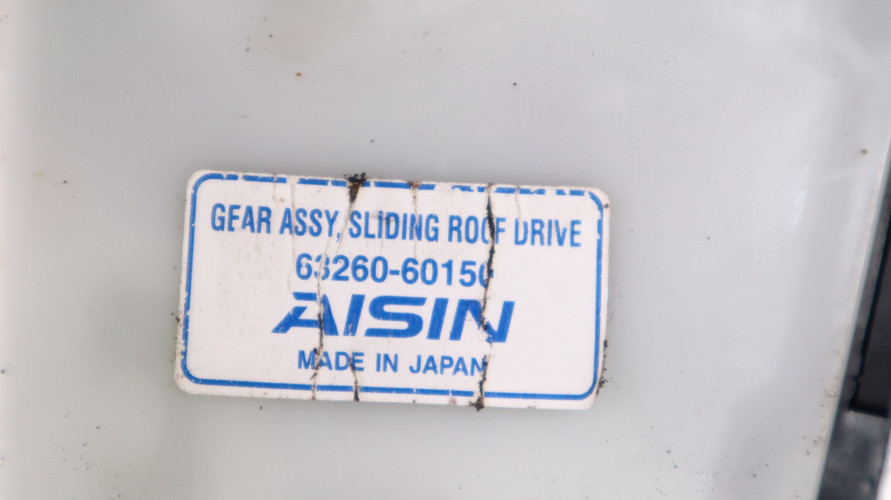 GEAR ASSY, SLIDING ROOF DRIVE
63260-60150
AISIN
MADE IN JAPAN